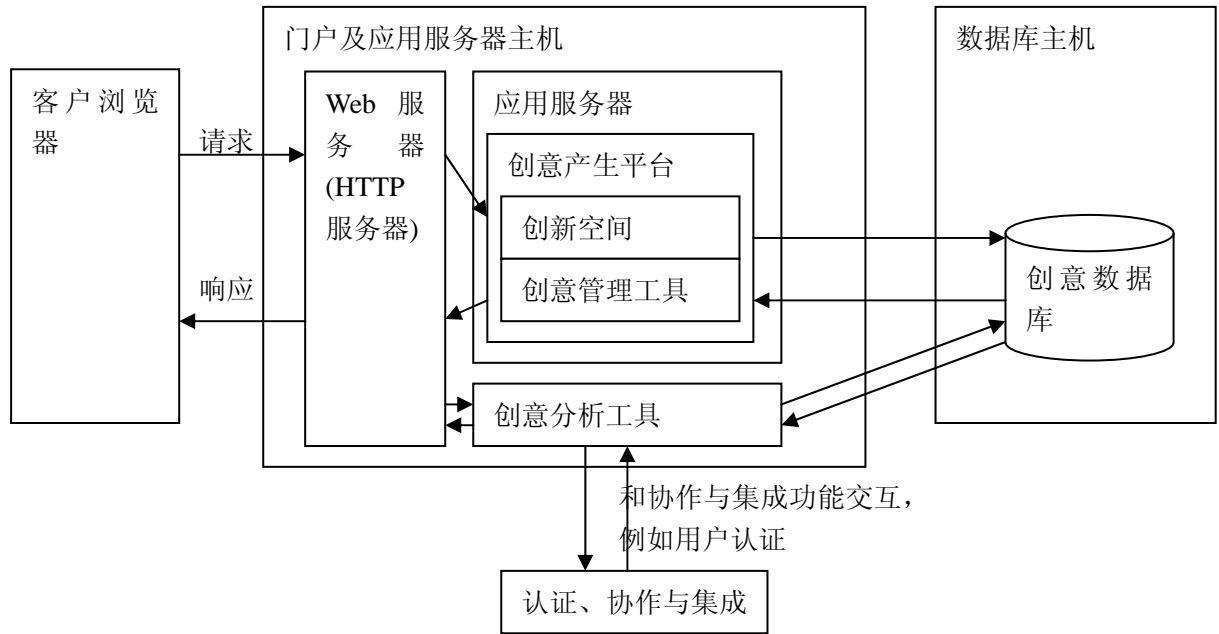 门户及应用服务器主机
数据库主机
客户浏览
器
请求
响应
Web 服
务器
(HTTP
服务器)
应用服务器
创意产生平台
创新空间
创意管理工具
创意分析工具
创意数据
库
和协作与集成功能交互，
例如用户认证
认证、协作与集成